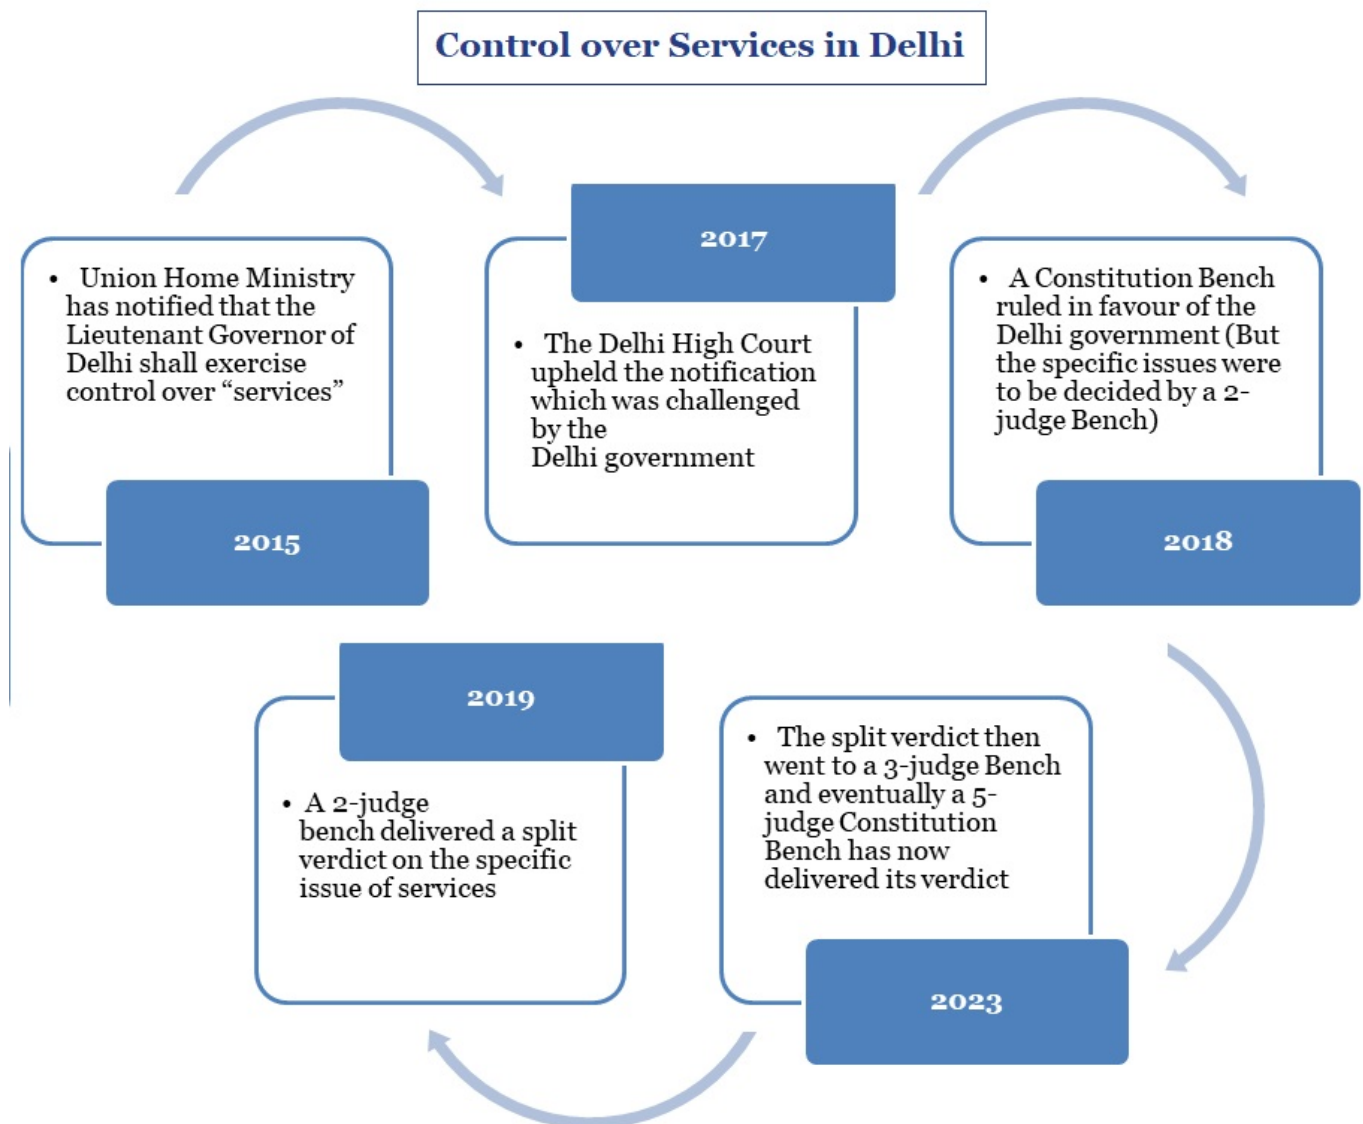 Control over Services in Delhi
• Union Home Ministry
has notified that the
Lieutenant Governor of
Delhi shall exercise
control over “services”
2015
2017
• The Delhi High Court
upheld the notification
which was challenged
by the
Delhi government
• A Constitution Bench
ruled in favour of the
Delhi government (But
the specific issues were
to be decided by a 2-
judge Bench)
2018
2019
• A 2-judge
bench delivered a split
verdict on the specific
issue of services
• The split verdict then
went to a 3-judge Bench
and eventually a 5-
judge Constitution
Bench has now
delivered its verdict
2023